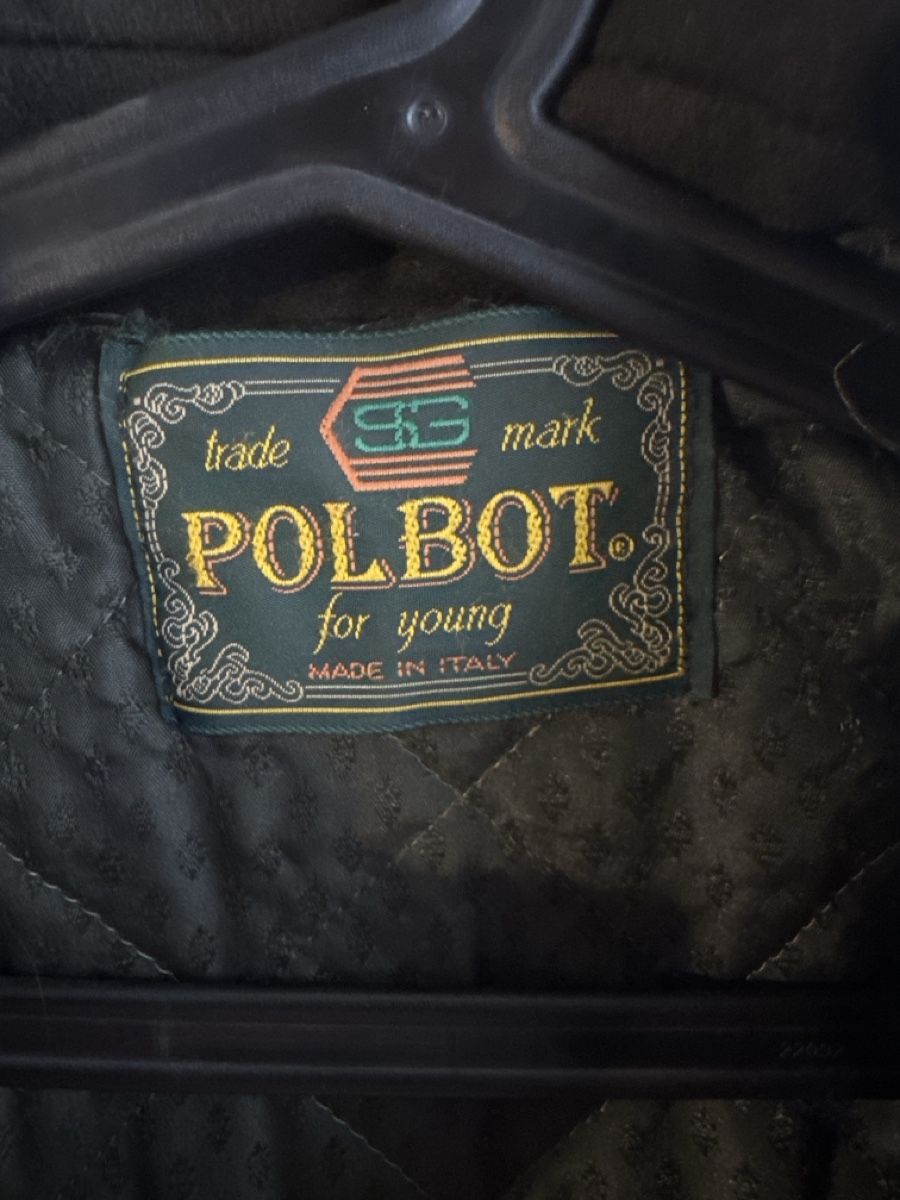 SG
trade mark
POLBOT.®
for young
MADE IN ITALY